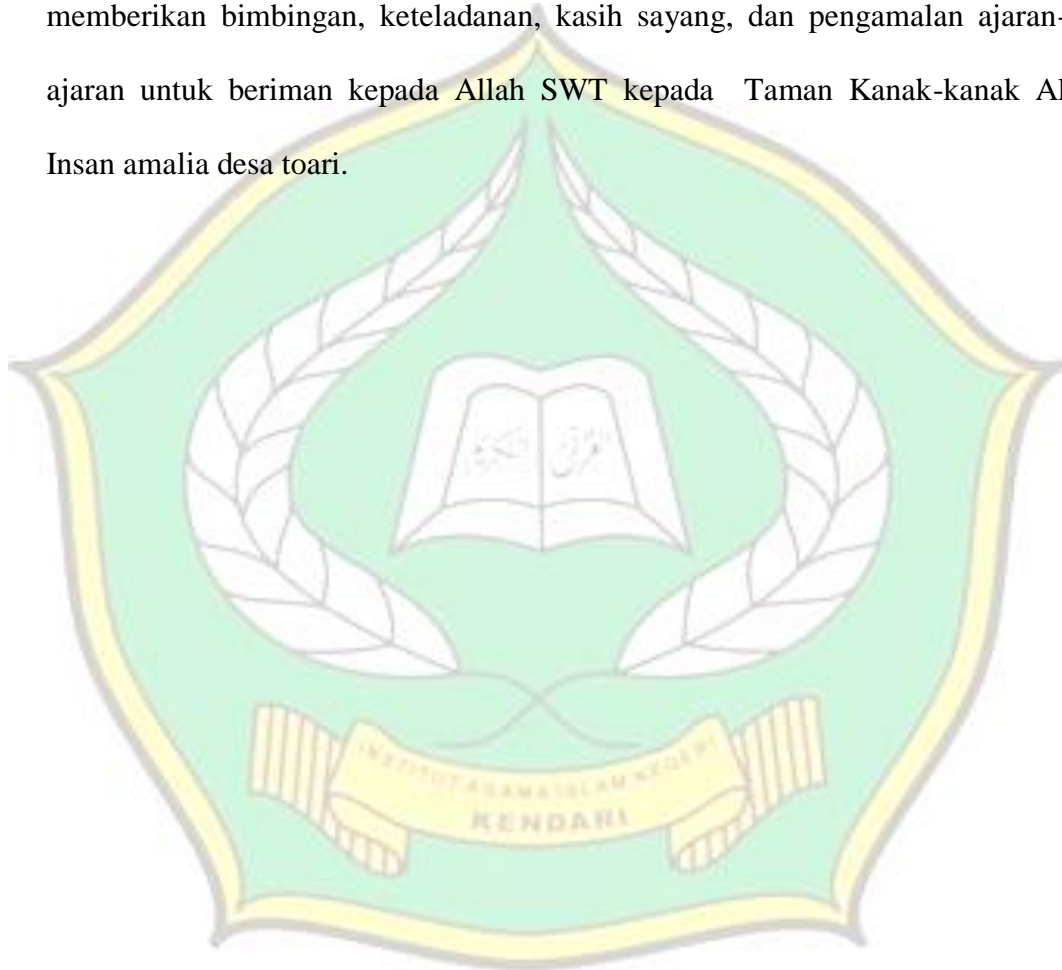 memberikan bimbingan, keteladanan, kasih sayang, dan pengamalan ajaran-
ajaran untuk beriman kepada Allah SWT kepada Taman Kanak-kanak Al
Insan amalia desa toari.
INSTITUT AGAMA ISLAM NEGERI
KENDARI